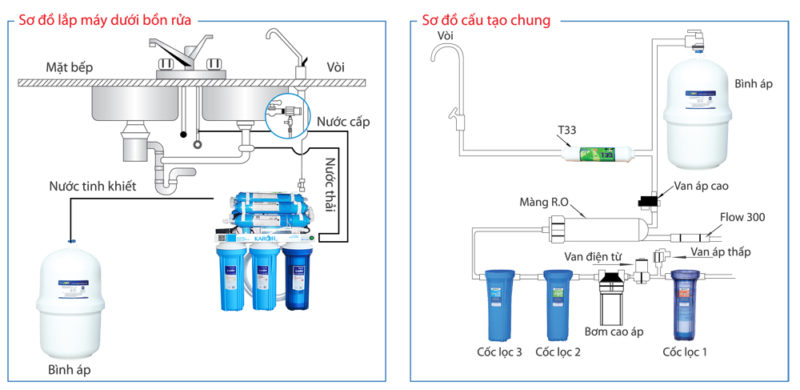 Sơ đồ lắp máy dưới bồn rửa
Mặt bếp
Vòi
Nước cấp
Nước thải
Nước tinh khiết
KAROFI
Bình áp
Sơ đồ cấu tạo chung
Vòi
Bình áp
T33
T33
Van áp cao
Màng R.O
Flow 300
Van điện từ
Van áp thấp
Bơm cao áp
Cốc lọc 3
Cốc lọc 2
Cốc lọc 1